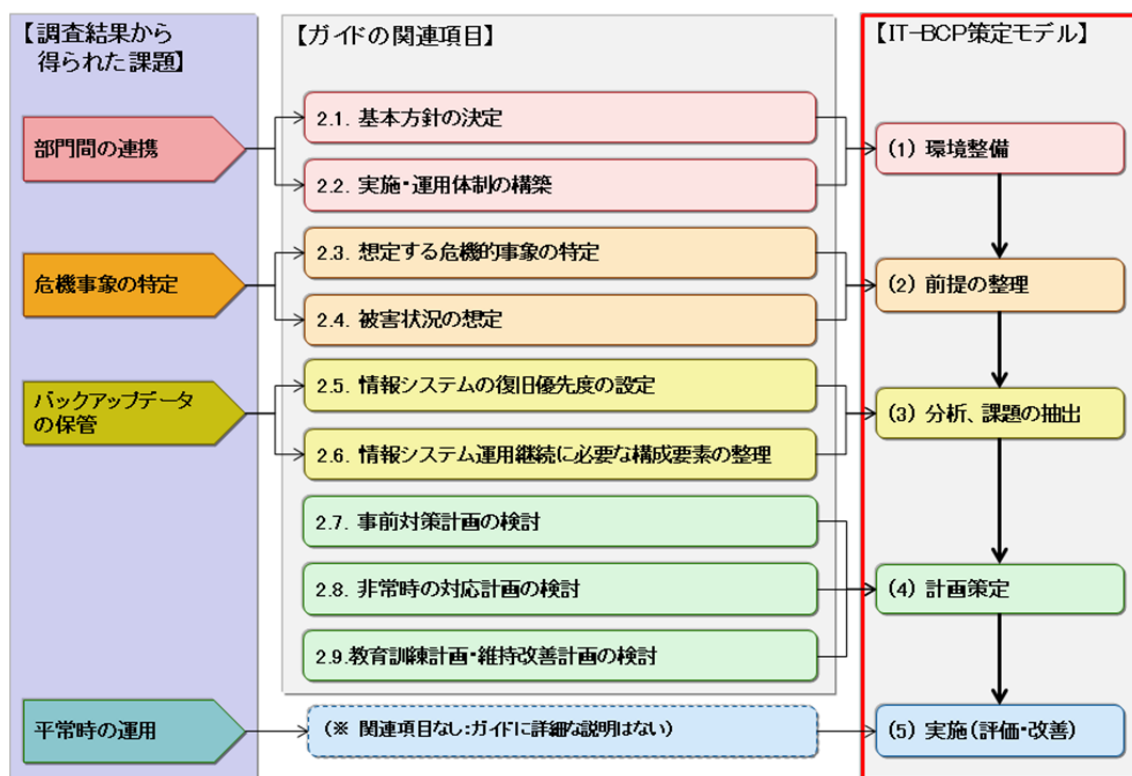 【調査結果から
得られた課題】
【ガイドの関連項目】
【IT-BCP策定モデル】
部門間の連携
2.1. 基本方針の決定
2.2. 実施・運用体制の構築
(1) 環境整備
危機事象の特定
2.3. 想定する危機的事象の特定
2.4. 被害状況の想定
(2) 前提の整理
バックアップデータ
の保管
2.5. 情報システムの復旧優先度の設定
2.6. 情報システム運用継続に必要な構成要素の整理
(3) 分析、課題の抽出
2.7. 事前対策計画の検討
2.8. 非常時の対応計画の検討
2.9.教育訓練計画・維持改善計画の検討
(4) 計画策定
平常時の運用
(※ 関連項目なし:ガイドに詳細な説明はない)
(5) 実施(評価・改善)